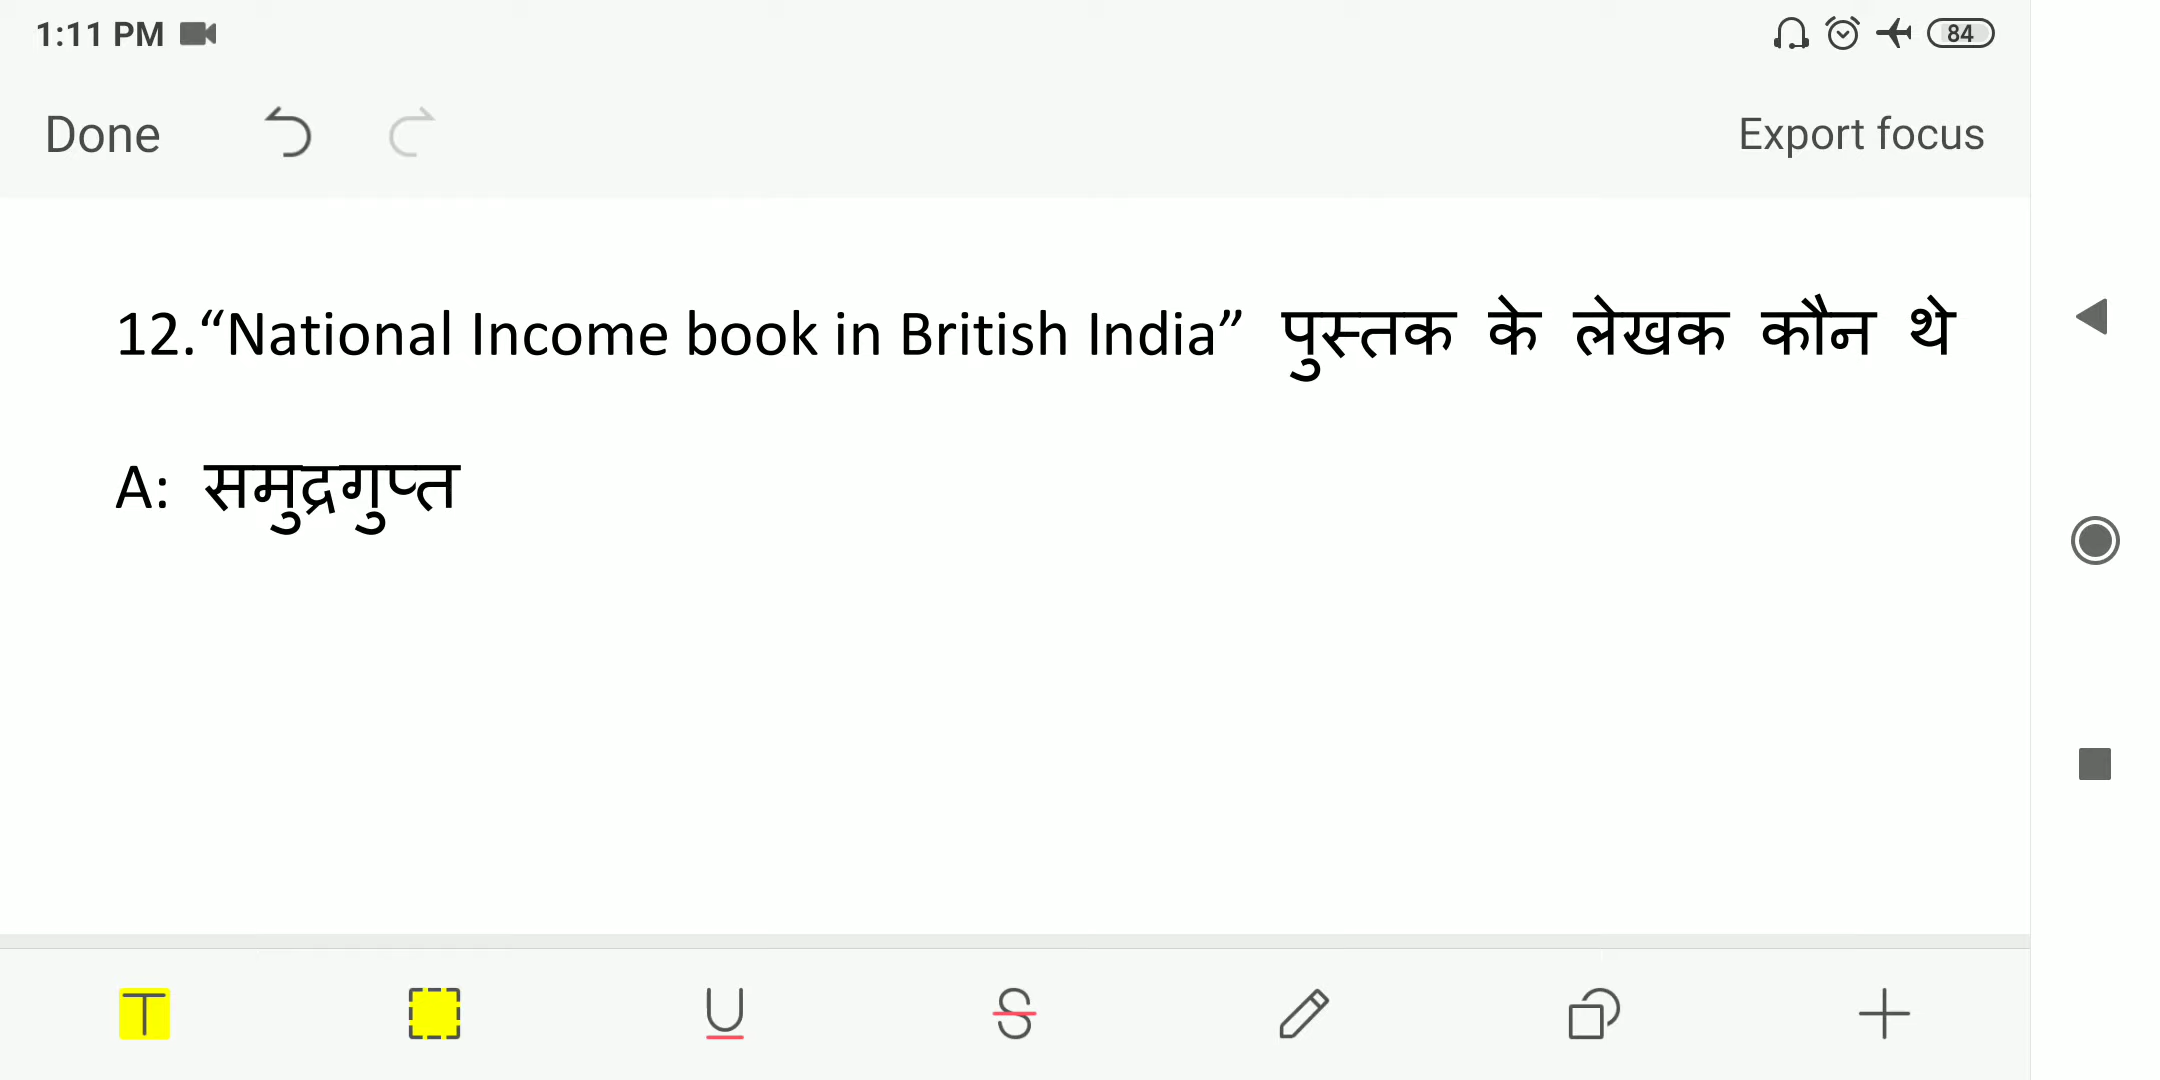 1:11 PM 84
Done Export focus
12.“National Income book in British India” पुस्तक के लेखक कौन थे
A: समुद्रगुप्त
T U S